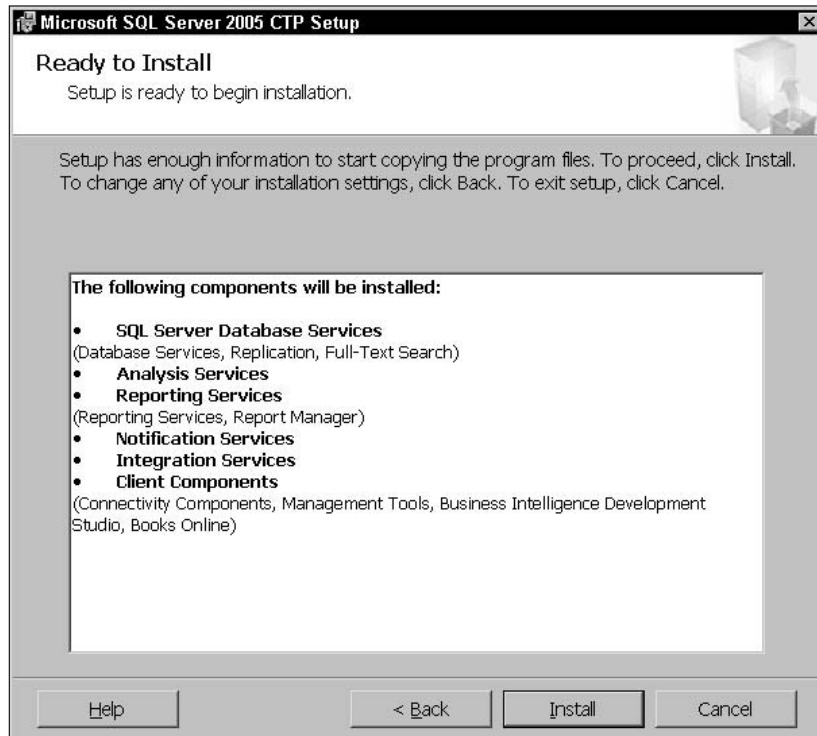 Microsoft SQL Server 2005 CTP Setup
Ready to Install
Setup is ready to begin installation.
Setup has enough information to start copying the program files. To proceed, click Install.
To change any of your installation settings, click Back. To exit setup, click Cancel.
The following components will be installed:
• SQL Server Database Services
(Database Services, Replication, Full-Text Search)
• Analysis Services
• Reporting Services
(Reporting Services, Report Manager)
• Notification Services
• Integration Services
• Client Components
(Connectivity Components, Management Tools, Business Intelligence Development
Studio, Books Online)
Help
< Back
Install
Cancel